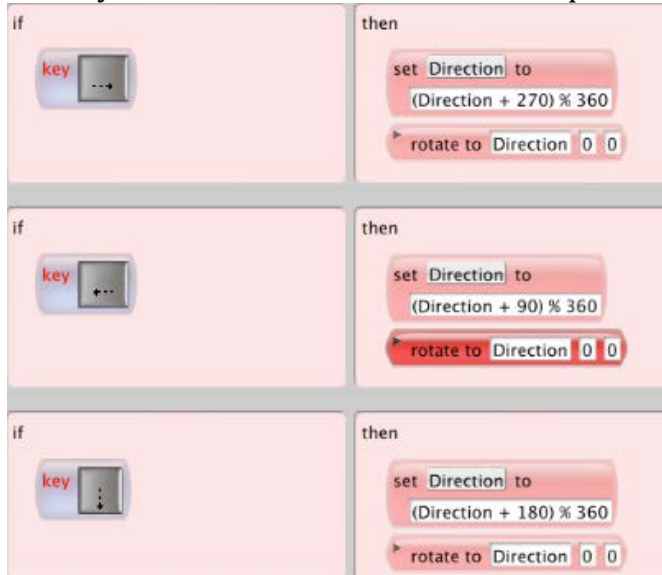 if then
key set Direction to
(Direction + 270) % 360
rotate to Direction 0 0
if then
key set Direction to
(Direction + 90) % 360
rotate to Direction 0 0
if then
key set Direction to
(Direction + 180) % 360
rotate to Direction 0 0